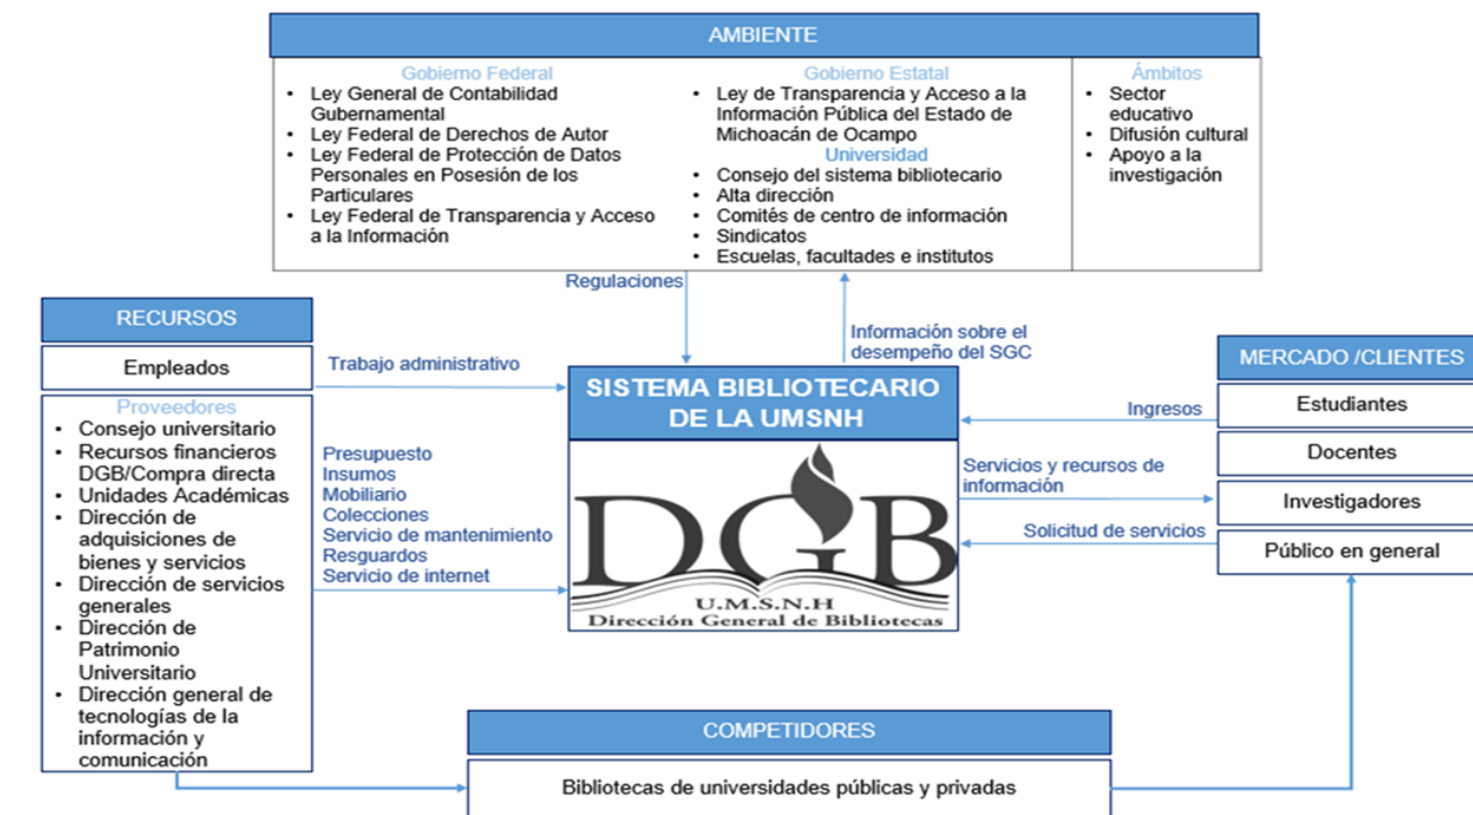 AMBIENTE
Gobierno Federal
• Ley General de Contabilidad
Gubernamental
• Ley Federal de Derechos de Autor
• Ley Federal de Protección de Datos
Personales en Posesión de los
Particulares
• Ley Federal de Transparencia y Acceso
a la Información
Gobierno Estatal
• Ley de Transparencia y Acceso a la
Información Pública del Estado de
Michoacán de Ocampo
Universidad
• Consejo del sistema bibliotecario
• Alta dirección
• Comités de centro de información
• Sindicatos
• Escuelas, facultades e institutos
Ámbitos
• Sector
educativo
• Difusión cultural
• Apoyo a la
investigación
Regulaciones
Información sobre el
desempeño del SGC
RECURSOS
Empleados
Proveedores
• Consejo universitario
• Recursos financieros
DGB/Compra directa
• Unidades Académicas
• Dirección de
adquisiciones de
bienes y servicios
• Dirección de servicios
generales
• Dirección de
Patrimonio
Universitario
• Dirección general de
tecnologías de la
información y
comunicación
Trabajo administrativo
Presupuesto
Insumos
Mobiliario
Colecciones
Servicio de mantenimiento
Resguardos
Servicio de internet
SISTEMA BIBLIOTECARIO
DE LA UMSNH
DGB
U.M.S.N.H
Dirección General de Bibliotecas
Ingresos
Servicios y recursos de
información
Solicitud de servicios
MERCADO /CLIENTES
Estudiantes
Docentes
Investigadores
Público en general
COMPETIDORES
Bibliotecas de universidades públicas y privadas